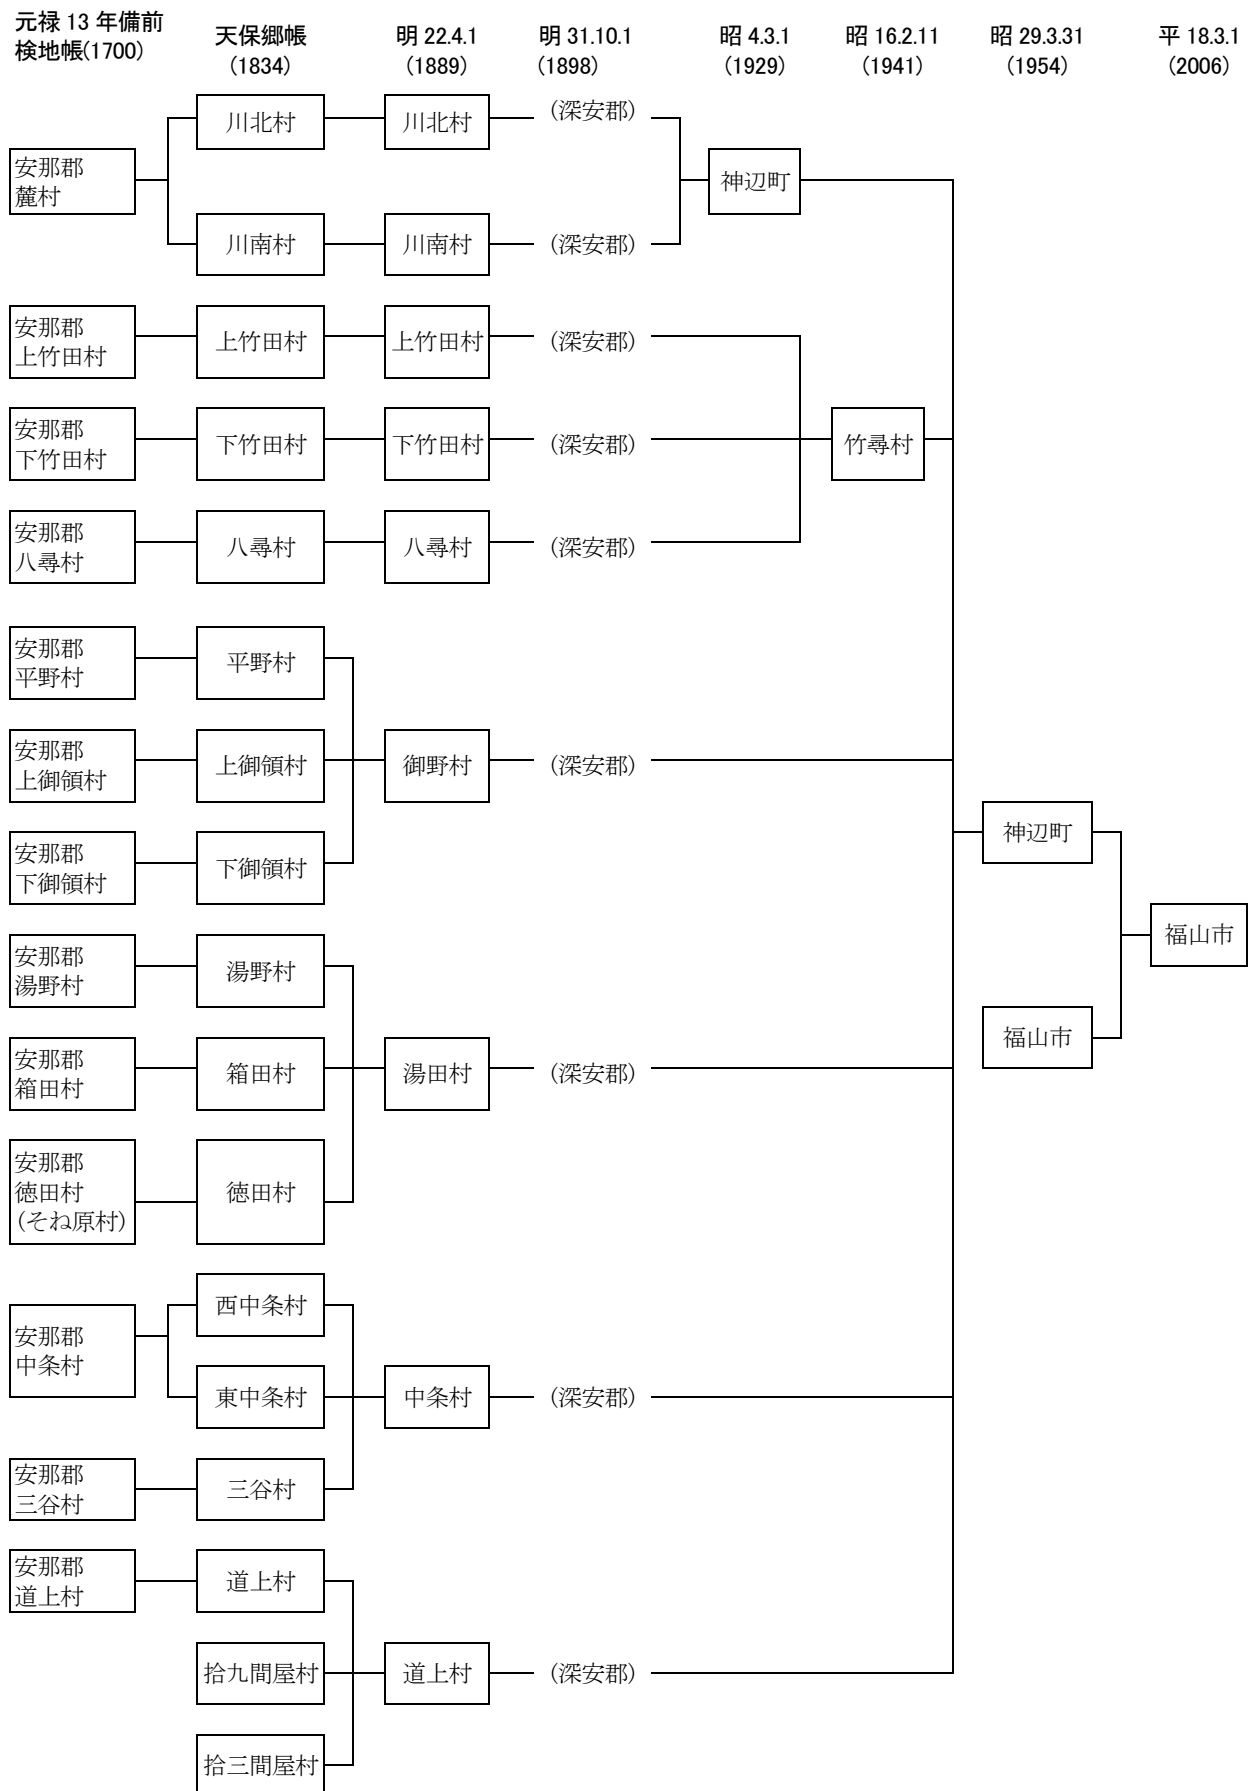 元禄 13 年備前
検地帳(1700)
天保郷帳
(1834)
明 22.4.1
(1889)
明 31.10.1
(1898)
昭 4.3.1
(1929)
昭 16.2.11
(1941)
昭 29.3.31
(1954)
平 18.3.1
(2006)
安那郡
麓村
川北村
川北村
(深安郡)
川南村
川南村
(深安郡)
神辺町
安那郡
上竹田村
上竹田村
上竹田村
(深安郡)
安那郡
下竹田村
下竹田村
下竹田村
(深安郡)
竹尋村
安那郡
八尋村
八尋村
八尋村
(深安郡)
安那郡
平野村
平野村
安那郡
上御領村
上御領村
御野村
(深安郡)
安那郡
下御領村
下御領村
神辺町
福山市
安那郡
湯野村
湯野村
福山市
安那郡
箱田村
箱田村
湯田村
(深安郡)
安那郡
徳田村
(そね原村)
徳田村
安那郡
中条村
西中条村
東中条村
中条村
(深安郡)
安那郡
三谷村
三谷村
安那郡
道上村
道上村
拾九間屋村
道上村
(深安郡)
拾三間屋村